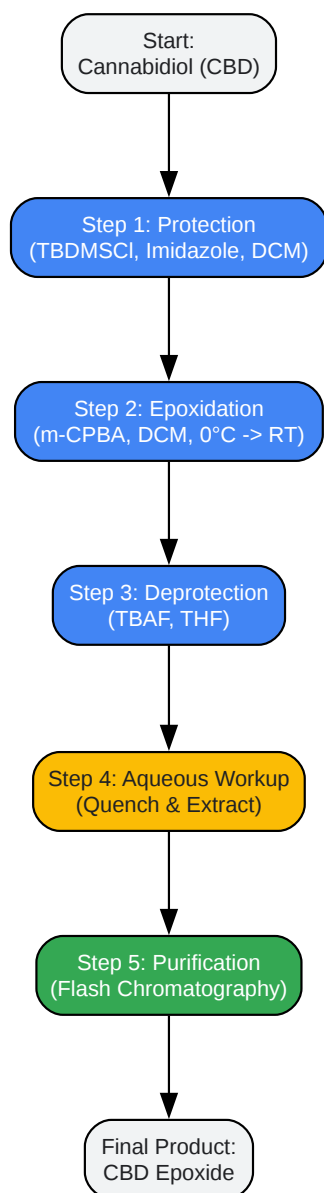 Start:
Cannabidiol (CBD)
Step 1: Protection
(TBDMSCl, Imidazole, DCM)
Step 2: Epoxidation
(m-CPBA, DCM, 0°C -> RT)
Step 3: Deprotection
(TBAF, THF)
Step 4: Aqueous Workup
(Quench & Extract)
Step 5: Purification
(Flash Chromatography)
Final Product:
CBD Epoxide